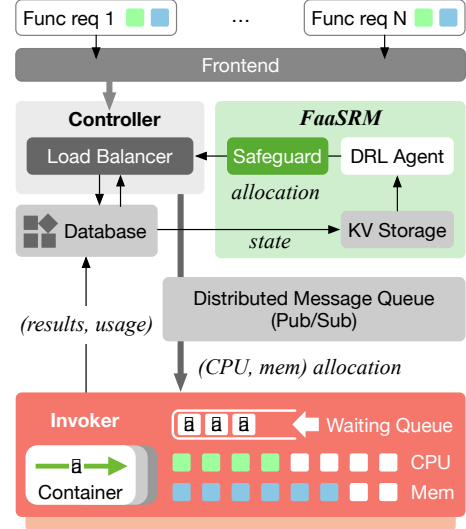 Func req 1
...
Func req N
Frontend
Controller
FaaSRM
Load Balancer
Safeguard
DRL Agent
allocation
Database
state
KV Storage
Distributed Message Queue
(Pub/Sub)
(results, usage)
(CPU, mem) allocation
Invoker
a a a
Waiting Queue
a
Container
CPU
Mem